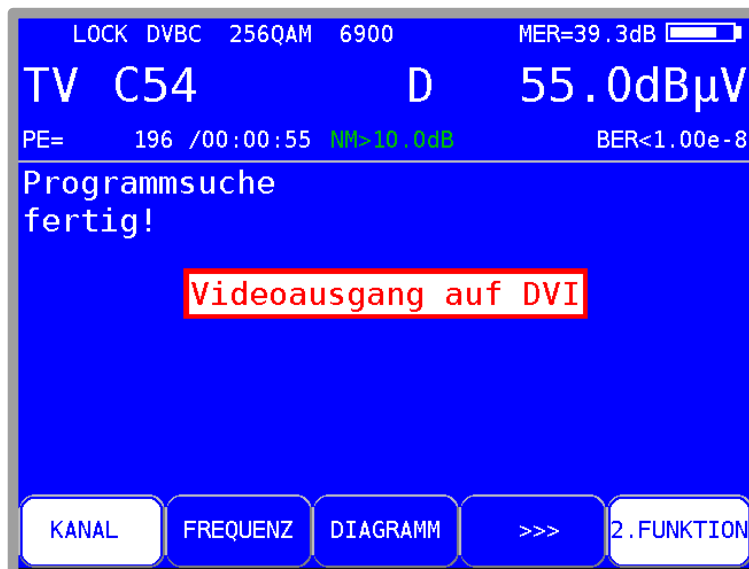 LOCK DVBC 256QAM 6900 MER=39.3dB
TV C54 D 55.0dBµV
PE= 196 /00:00:55 NM>10.0dB BER<1.00e-8
Programmsuche
fertig!
Videoausgang auf DVI
KANAL FREQUENZ DIAGRAMM >>> 2.FUNKTION